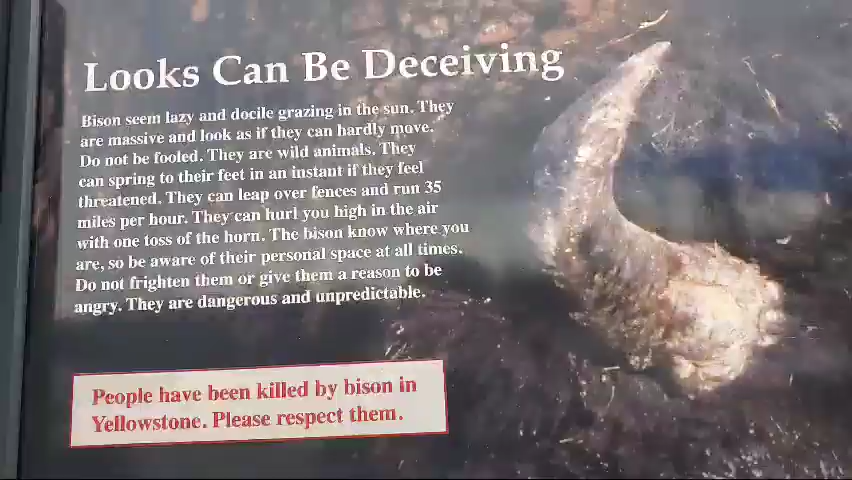 Looks Can Be Deceiving
Bison seem lazy and docile grazing in the sun. They
are massive and look as if they can hardly move.
Do not be fooled. They are wild animals. They
can spring to their feet in an instant if they feel
threatened. They can leap over fences and run 35
miles per hour. They can hurl you high in the air
with one toss of the horn. The bison know where you
are, so be aware of their personal space at all times.
Do not frighten them or give them a reason to be
angry. They are dangerous and unpredictable.
People have been killed by bison in
Yellowstone. Please respect them.